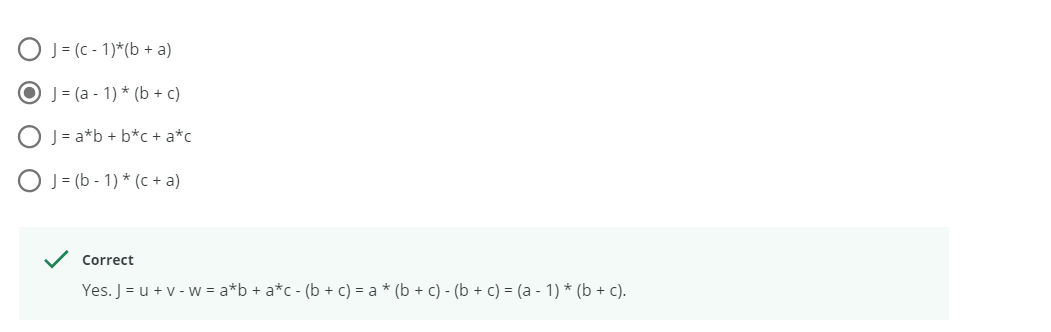 J = (c - 1)*(b + a)
J = (a - 1) * (b + c)
J = a*b + b*c + a*c
J = (b - 1) * (c + a)
Correct
Yes. J = u + v - w = a*b + a*c - (b + c) = a * (b + c) - (b + c) = (a - 1) * (b + c).